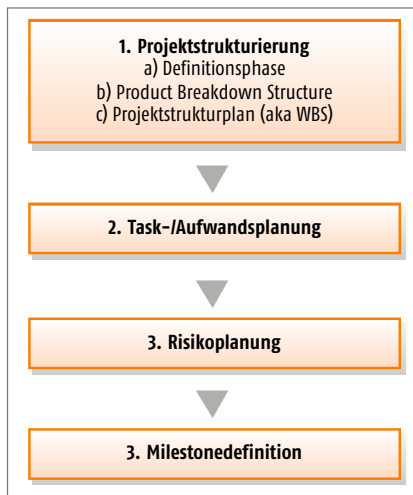 1. Projektstrukturierung
a) Definitionsphase
b) Product Breakdown Structure
c) Projektstrukturplan (aka WBS)
2. Task-/Aufwandsplanung
3. Risikoplanung
3. Milestonedefinition